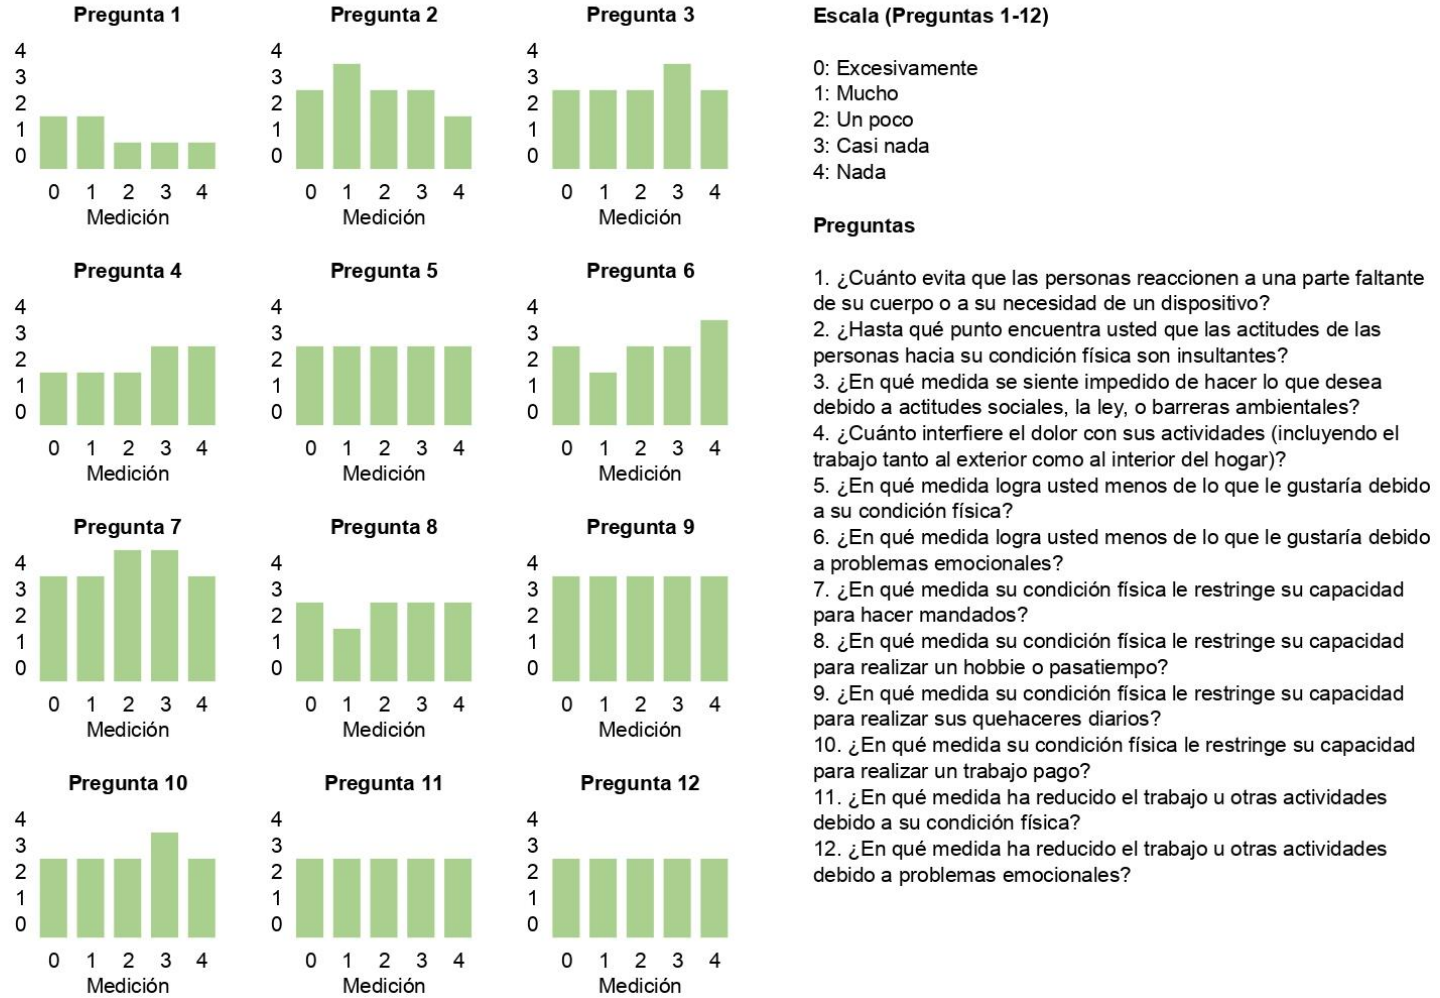 Pregunta 1
4
3
2
1
0
0 1 2 3 4
Medición
Pregunta 2
4
3
2
1
0
0 1 2 3 4
Medición
Pregunta 3
4
3
2
1
0
0 1 2 3 4
Medición
Pregunta 4
4
3
2
1
0
0 1 2 3 4
Medición
Pregunta 5
4
3
2
1
0
0 1 2 3 4
Medición
Pregunta 6
4
3
2
1
0
0 1 2 3 4
Medición
Pregunta 7
4
3
2
1
0
0 1 2 3 4
Medición
Pregunta 8
4
3
2
1
0
0 1 2 3 4
Medición
Pregunta 9
4
3
2
1
0
0 1 2 3 4
Medición
Pregunta 10
4
3
2
1
0
0 1 2 3 4
Medición
Pregunta 11
4
3
2
1
0
0 1 2 3 4
Medición
Pregunta 12
4
3
2
1
0
0 1 2 3 4
Medición
Escala (Preguntas 1-12)
0: Excesivamente
1: Mucho
2: Un poco
3: Casi nada
4: Nada
Preguntas
1. ¿Cuánto evita que las personas reaccionen a una parte faltante
de su cuerpo o a su necesidad de un dispositivo?
2. ¿Hasta qué punto encuentra usted que las actitudes de las
personas hacia su condición física son insultantes?
3. ¿En qué medida se siente impedido de hacer lo que desea
debido a actitudes sociales, la ley, o barreras ambientales?
4. ¿Cuánto interfiere el dolor con sus actividades (incluyendo el
trabajo tanto al exterior como al interior del hogar)?
5. ¿En qué medida logra usted menos de lo que le gustaría debido
a su condición física?
6. ¿En qué medida logra usted menos de lo que le gustaría debido
a problemas emocionales?
7. ¿En qué medida su condición física le restringe su capacidad
para hacer mandados?
8. ¿En qué medida su condición física le restringe su capacidad
para realizar un hobbie o pasatiempo?
9. ¿En qué medida su condición física le restringe su capacidad
para realizar sus quehaceres diarios?
10. ¿En qué medida su condición física le restringe su capacidad
para realizar un trabajo pago?
11. ¿En qué medida ha reducido el trabajo u otras actividades
debido a su condición física?
12. ¿En qué medida ha reducido el trabajo u otras actividades
debido a problemas emocionales?